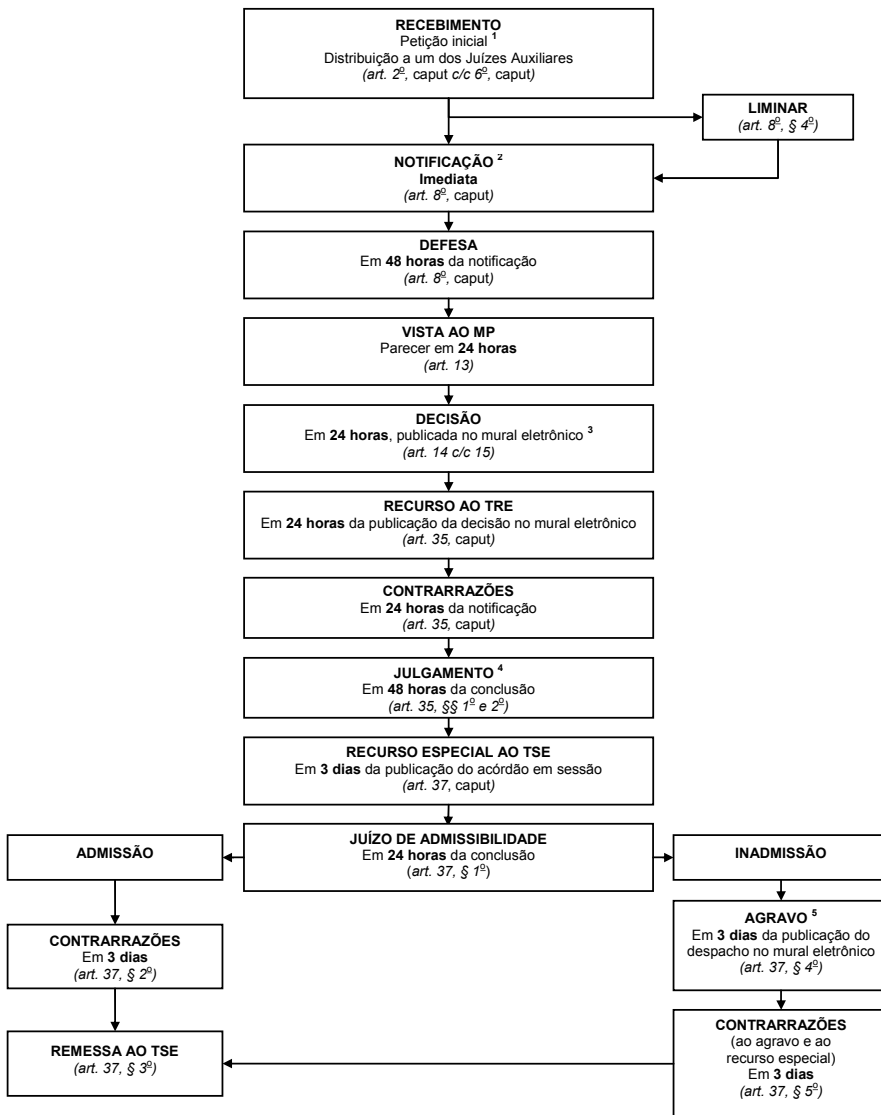 RECEBIMENTO
Petição inicial 1
Distribuição a um dos Juízes Auxiliares
(art. 2º, caput c/c 6º, caput)
LIMINAR
(art. 8º, § 4º)
NOTIFICAÇÃO 2
Imediata
(art. 8º, caput)
DEFESA
Em 48 horas da notificação
(art. 8º, caput)
VISTA AO MP
Parecer em 24 horas
(art. 13)
DECISÃO
Em 24 horas, publicada no mural eletrônico 3
(art. 14 c/c 15)
RECURSO AO TRE
Em 24 horas da publicação da decisão no mural eletrônico
(art. 35, caput)
CONTRARRAZÕES
Em 24 horas da notificação
(art. 35, caput)
JULGAMENTO 4
Em 48 horas da conclusão
(art. 35, §§ 1º e 2º)
RECURSO ESPECIAL AO TSE
Em 3 dias da publicação do acórdão em sessão
(art. 37, caput)
JUÍZO DE ADMISSIBILIDADE
Em 24 horas da conclusão
(art. 37, § 1º)
ADMISSÃO
CONTRARRAZÕES
Em 3 dias
(art. 37, § 2º)
REMESSA AO TSE
(art. 37, § 3º)
INADMISSÃO
AGRAVO 5
Em 3 dias da publicação do
despacho no mural eletrônico
(art. 37, § 4º)
CONTRARRAZÕES
(ao agravo e ao
recurso especial)
Em 3 dias
(art. 37, § 5º)